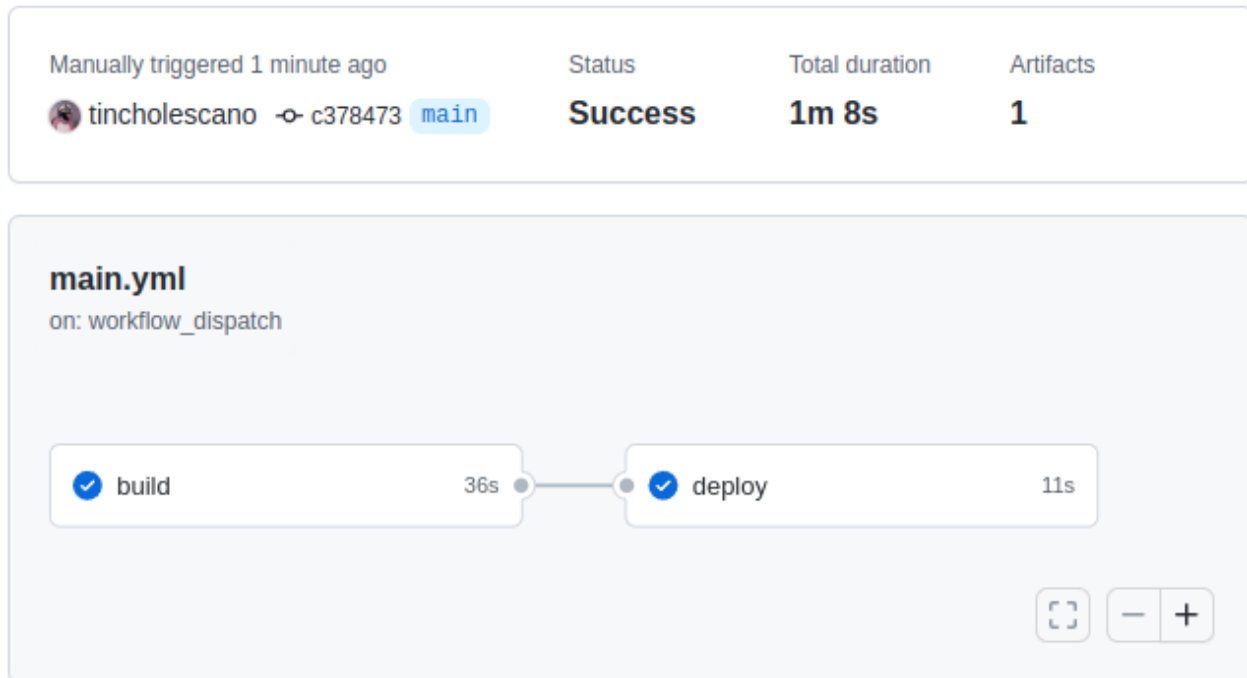 Manually triggered 1 minute ago
Status
Total duration
Artifacts
tincholescano c378473 main
Success
1m 8s
1
main.yml
on: workflow_dispatch
build 36s
deploy 11s